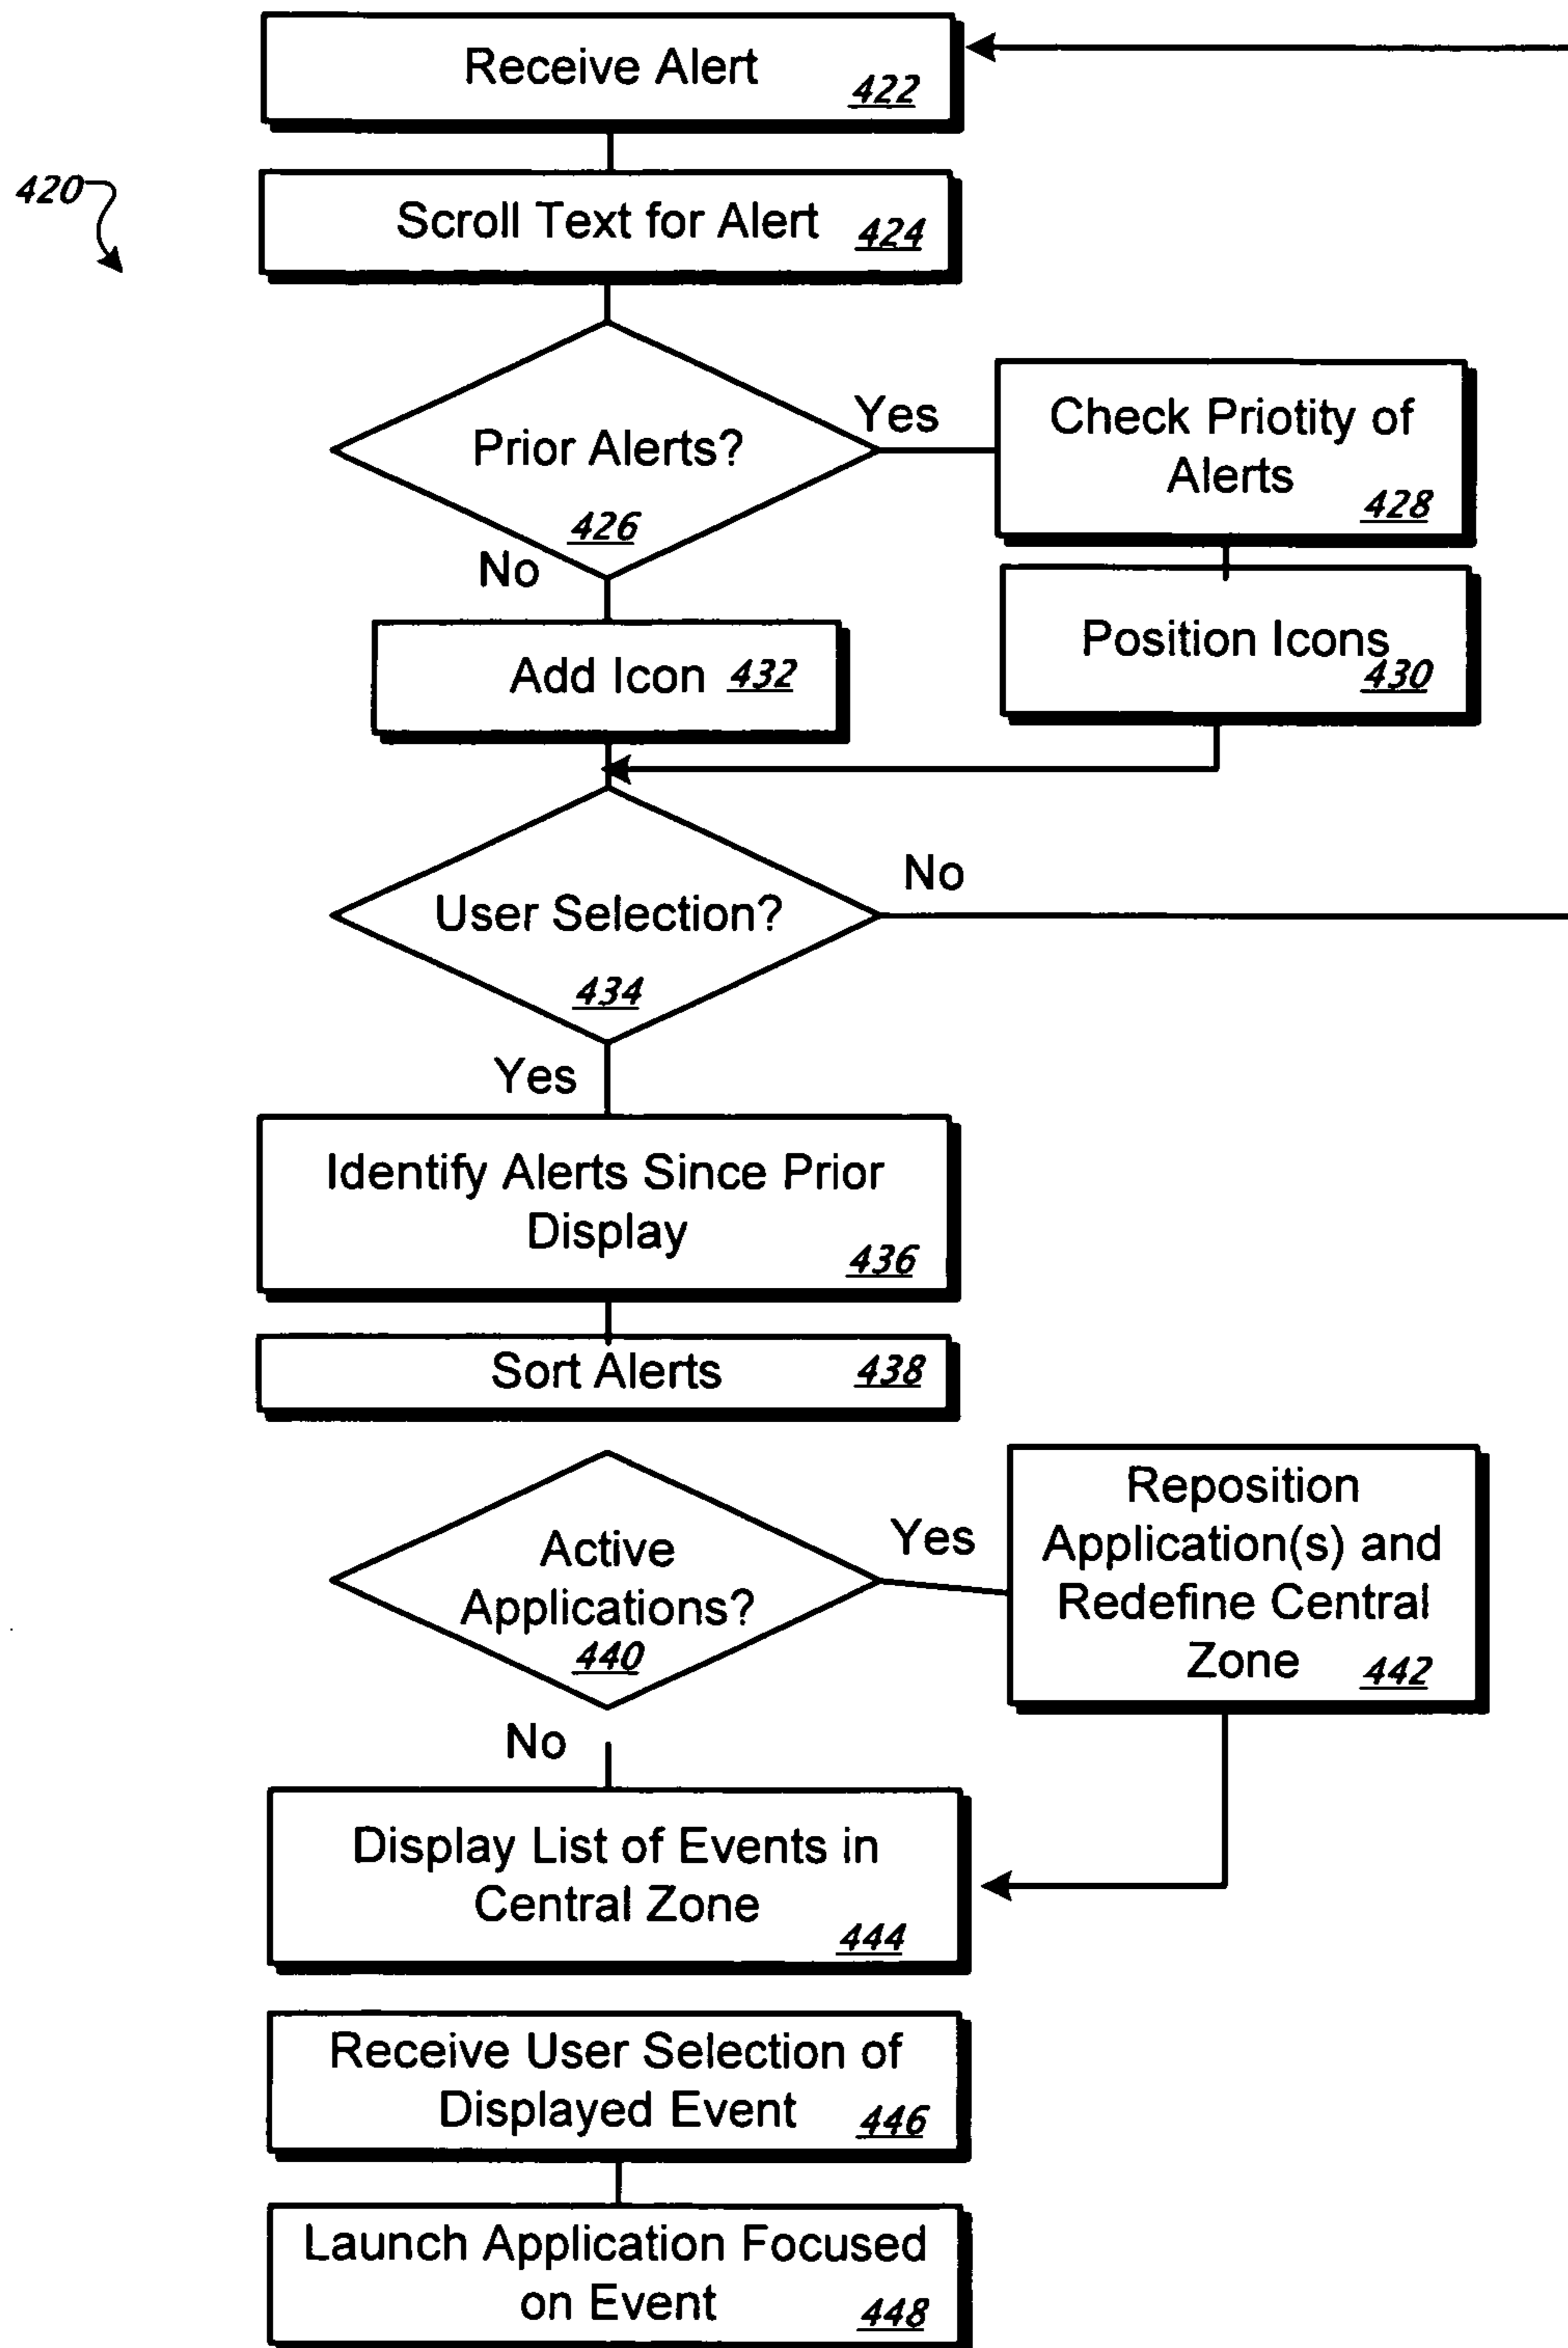 Receive Alert
422
420
Scroll Text for Alert 424
Yes
Prior Alerts?
426
No
Check Priotity of
Alerts
428
Position Icons
430
Add Icon 432
No
User Selection?
434
Yes
Identify Alerts Since Prior
Display
436
Sort Alerts 438
Active
Applications?
440
Yes
Reposition
Application(s) and
Redefine Central
Zone 442
No
Display List of Events in
Central Zone
444
Receive User Selection of
Displayed Event 446
Launch Application Focused
on Event 448